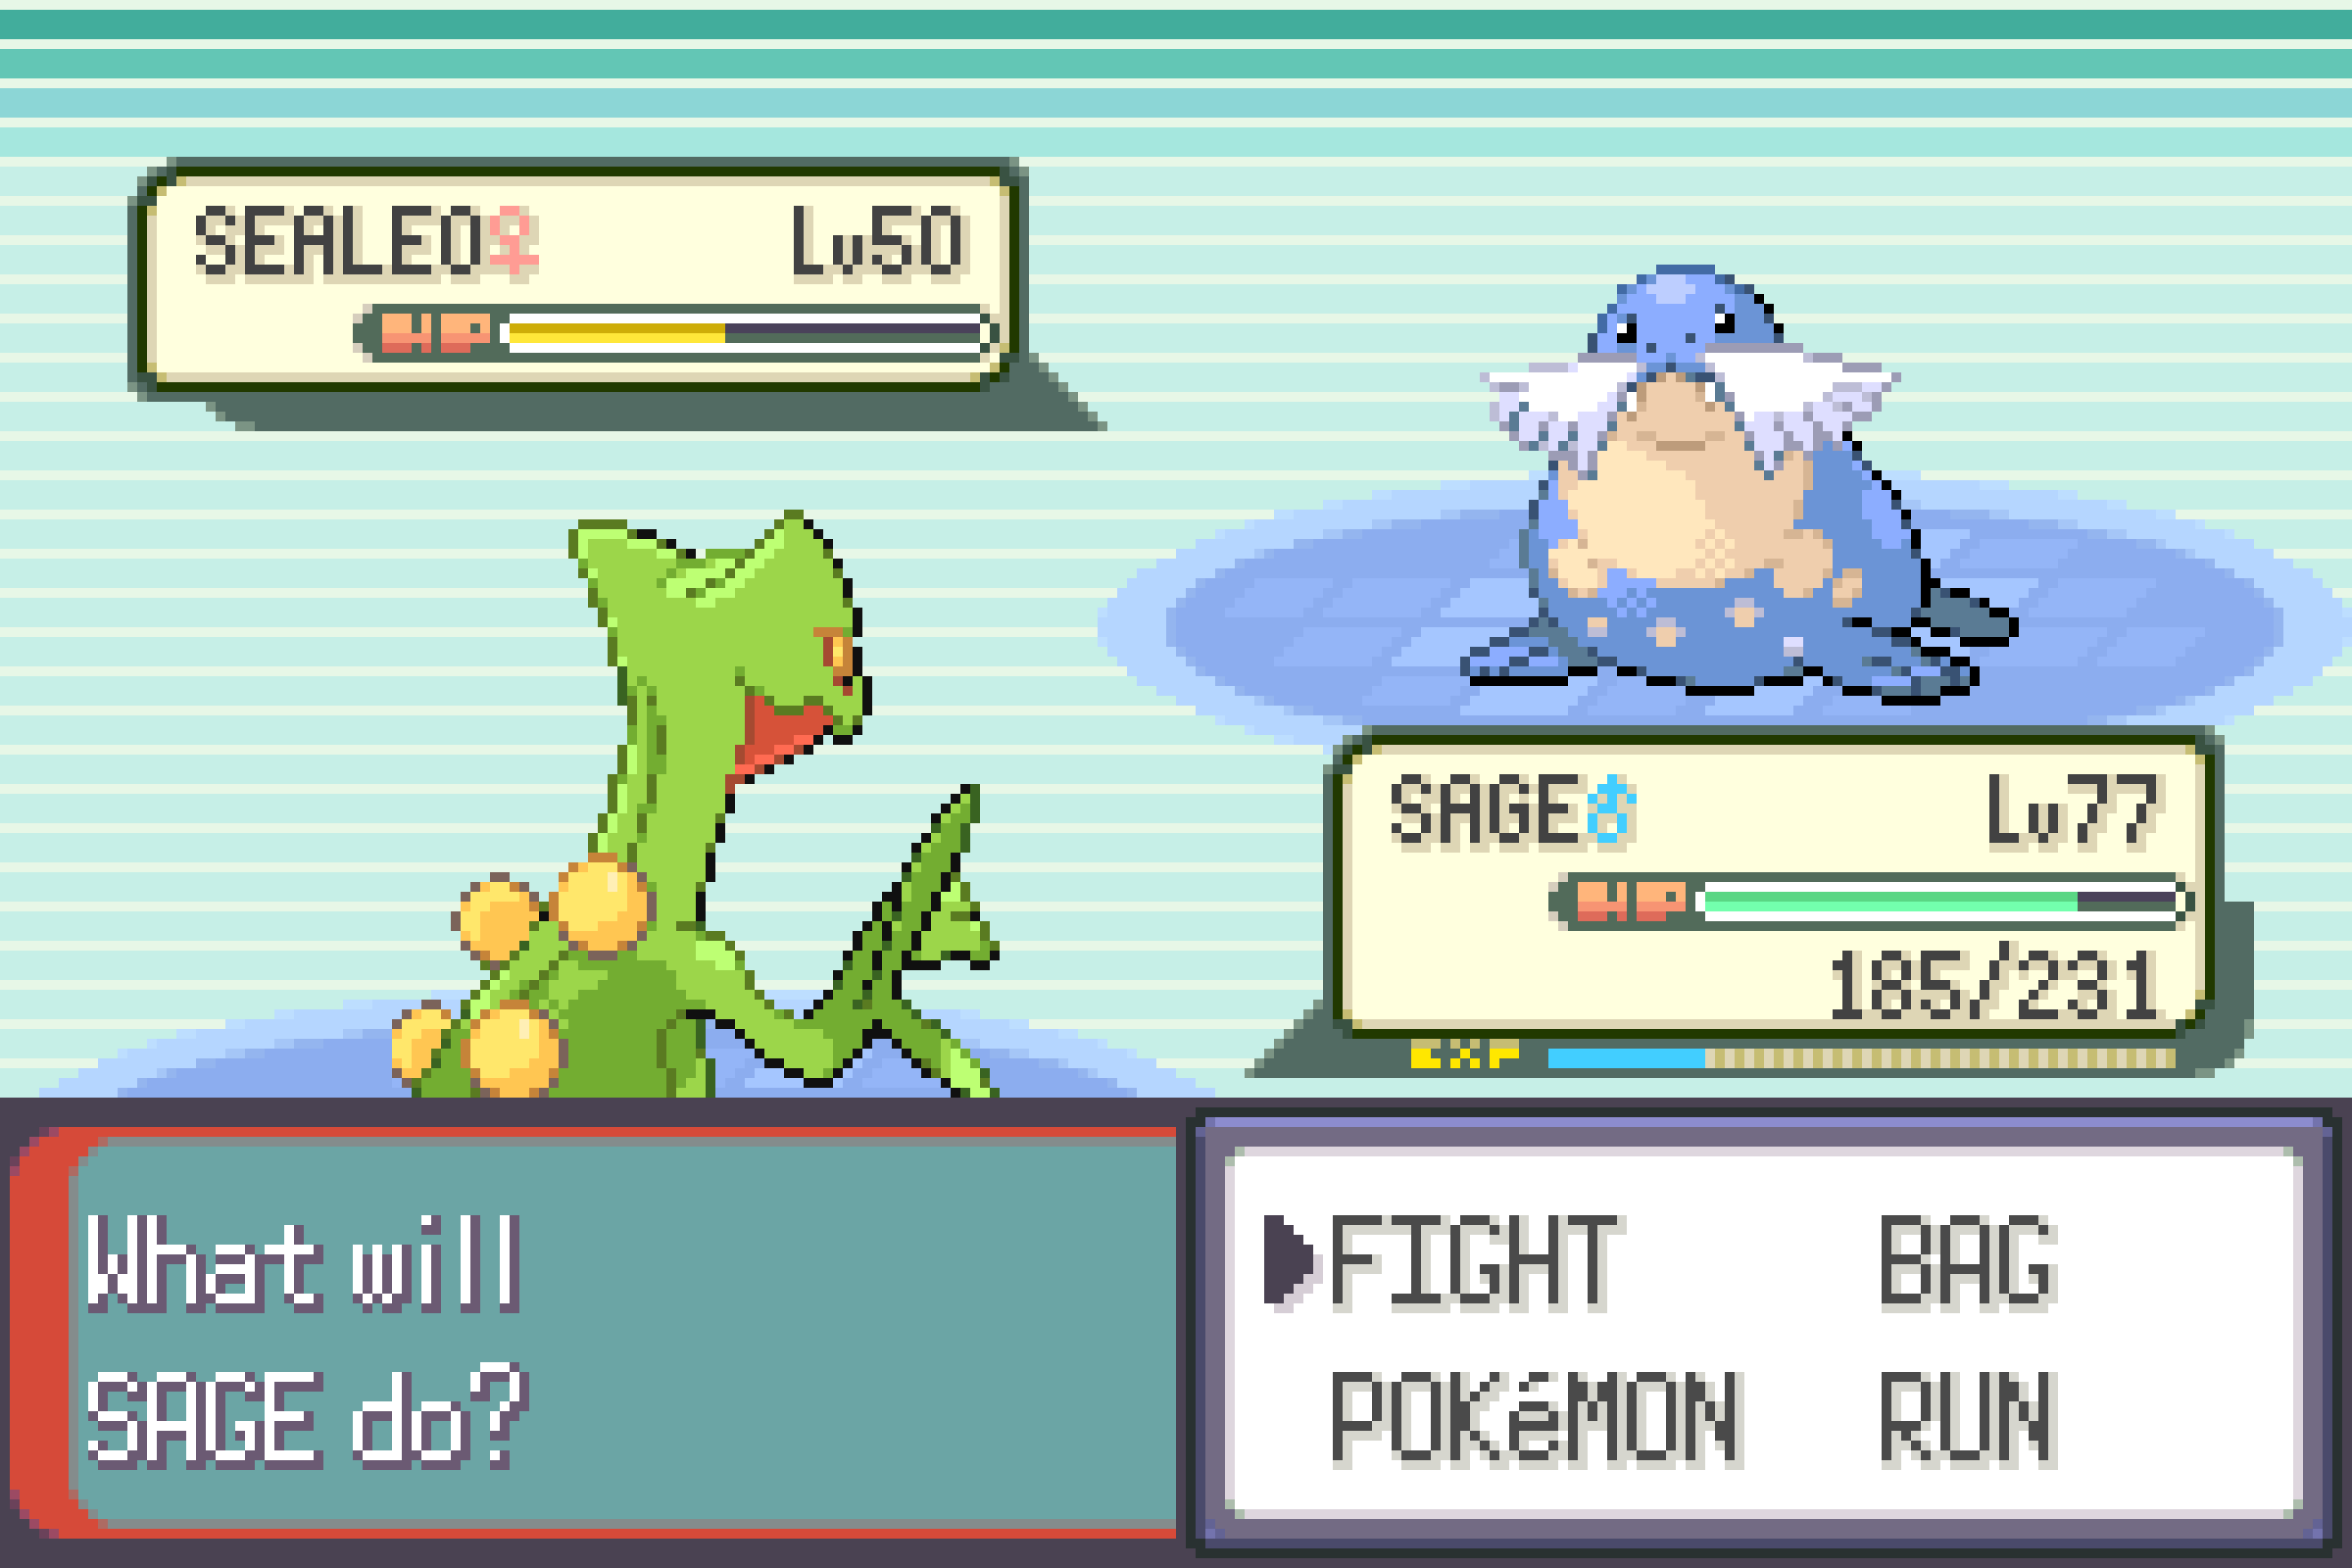 SEALEO♀ Lv50
HP
SAGE♂ Lv77
HP
185/231
EXP
What will
SAGE do?
FIGHT BAG
POKéMON RUN